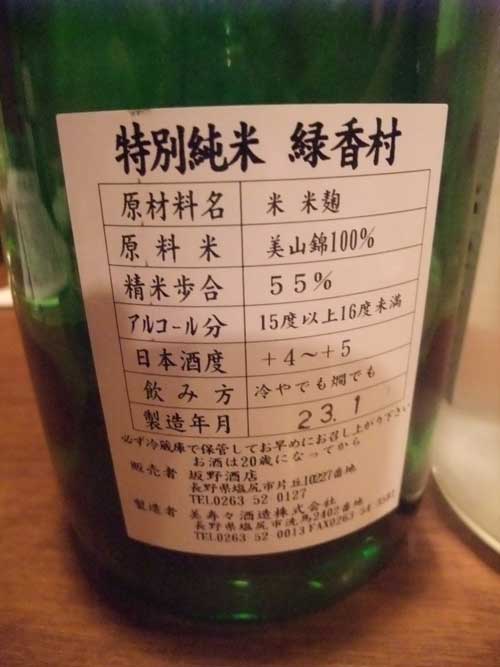 特別純米 緑香村
原材料名 米 米麹
原料米 美山錦100%
精米歩合 55%
アルコール分 15度以上16度未満
日本酒度 +4〜+5
飲み方 冷やでも燗でも
製造年月 23.1
必ず冷蔵庫で保管してお早めにお召し上がり下さい
お酒は20歳になってから
販売者 坂野酒店
長野県塩尻市片丘10227番地
TEL0263 52 0127
製造者 美寿々酒造株式会社
長野県塩尻市洗馬2402番地
TEL0263 52 0013 FAX0263 54